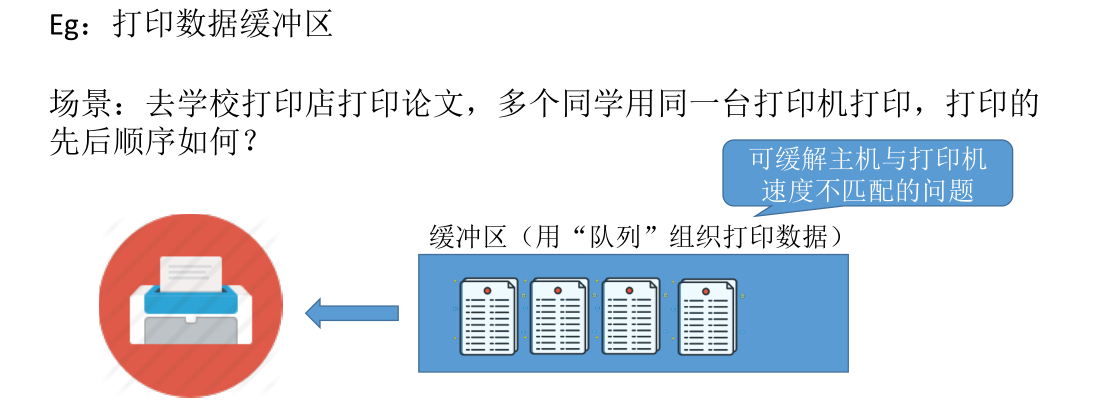 Eg：打印数据缓冲区
场景：去学校打印店打印论文，多个同学用同一台打印机打印，打印的
先后顺序如何？
可缓解主机与打印机
速度不匹配的问题
缓冲区（用“队列”组织打印数据）